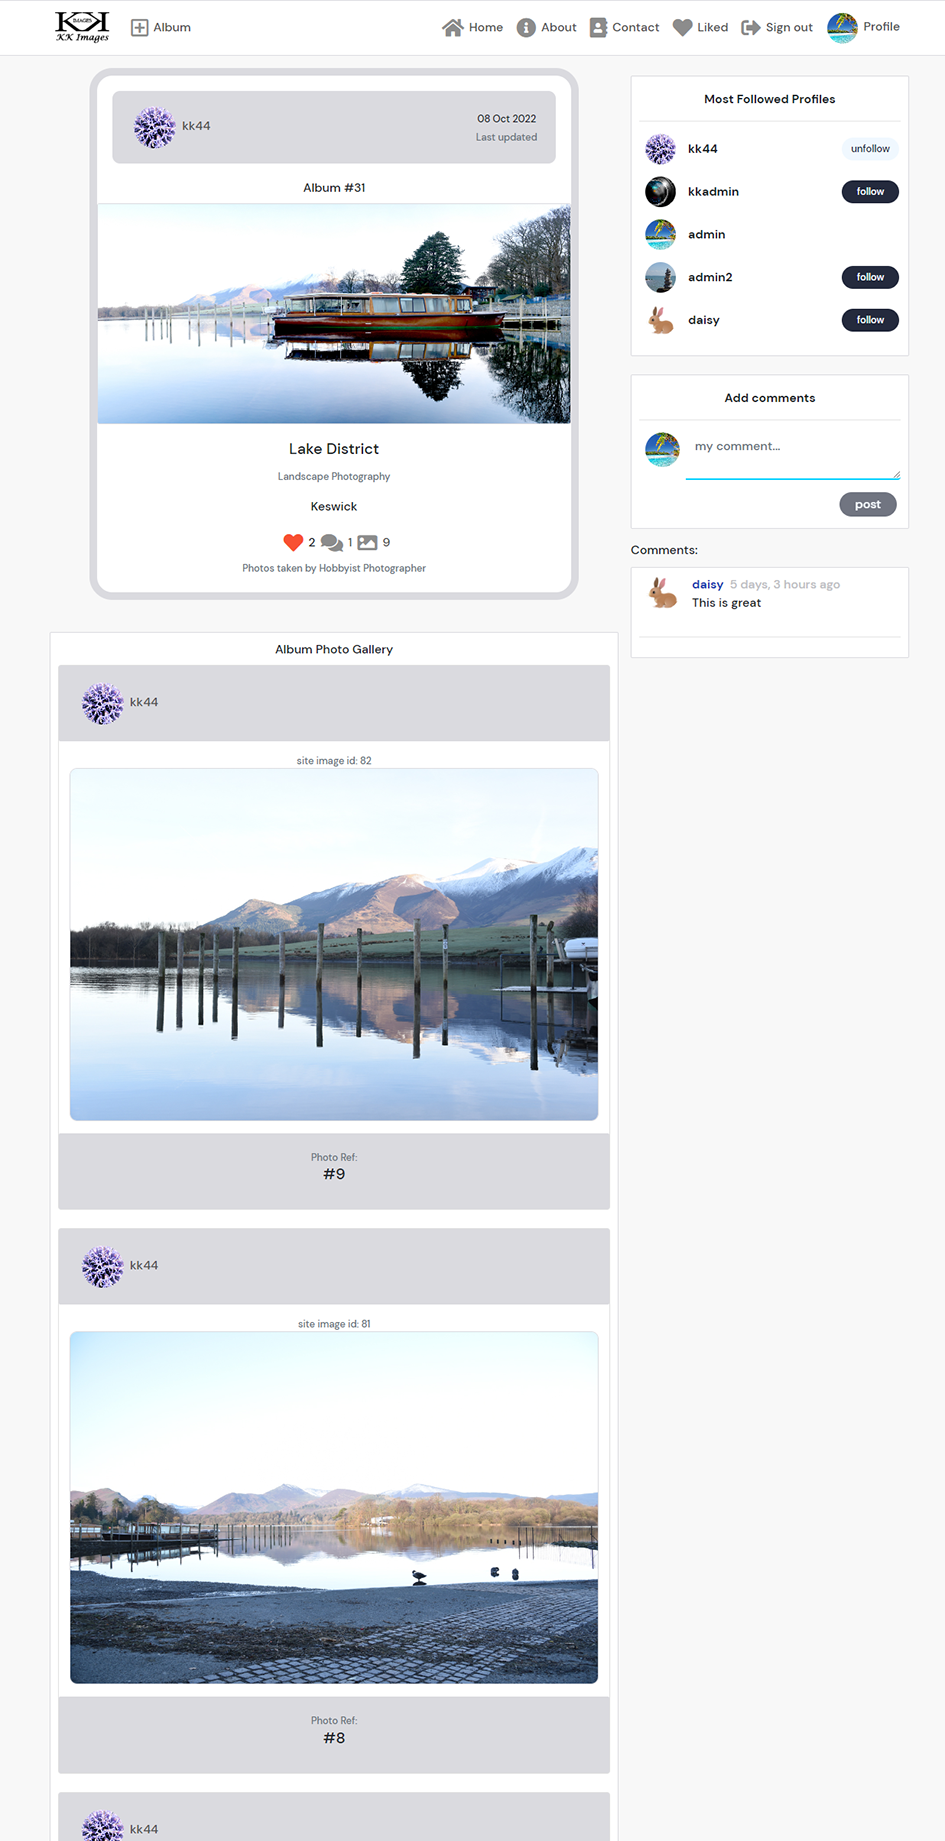 KK
IMAGES
KK Images
Album
Home
About
Contact
Liked
Sign out
Profile
kk44
08 Oct 2022
Last updated
Album #31
Lake District
Landscape Photography
Keswick
2
1
9
Photos taken by Hobbyist Photographer
Album Photo Gallery
kk44
site image id: 82
Photo Ref:
#9
kk44
site image id: 81
Photo Ref:
#8
kk44
Most Followed Profiles
kk44
unfollow
kkadmin
follow
admin
admin2
follow
daisy
follow
Add comments
my comment...
post
Comments:
daisy 5 days, 3 hours ago
This is great